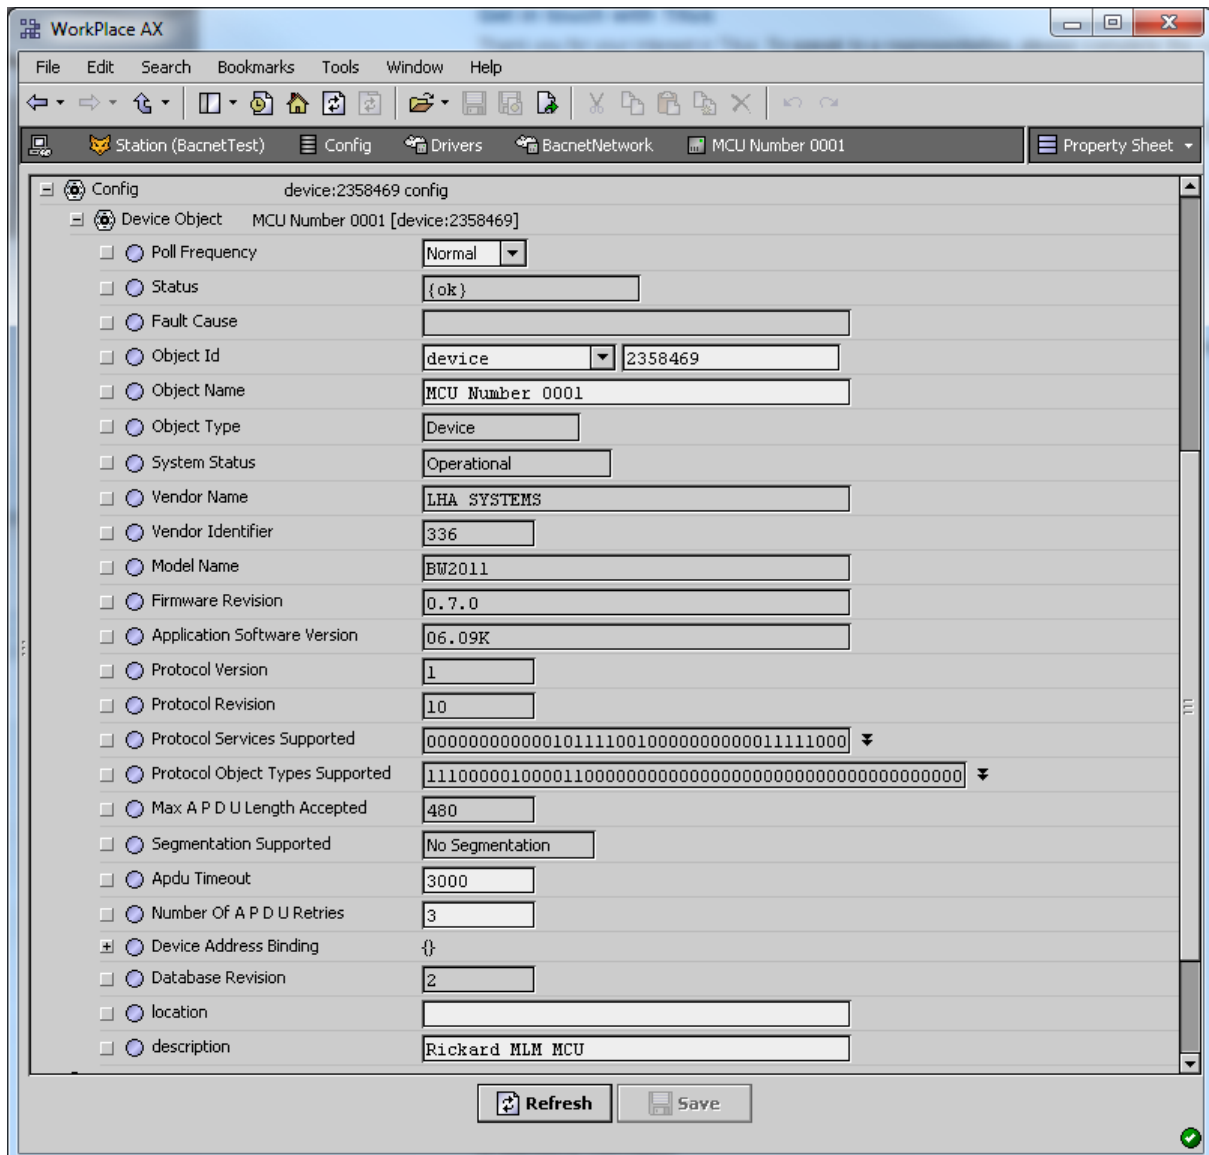 Get in touch with Titus
WorkPlace AX
File Edit Search Bookmarks Tools Window Help
Station (BacnetTest) Config Drivers BacnetNetwork MCU Number 0001 Property Sheet
Config device:2358469 config
Device Object MCU Number 0001 [device:2358469]
Poll Frequency Normal
Status {ok}
Fault Cause
Object Id device 2358469
Object Name MCU Number 0001
Object Type Device
System Status Operational
Vendor Name LHA SYSTEMS
Vendor Identifier 336
Model Name BW2011
Firmware Revision 0.7.0
Application Software Version 06.09K
Protocol Version 1
Protocol Revision 10
Protocol Services Supported 0000000000001011110010000000000011111000
Protocol Object Types Supported 111000001000011000000000000000000000000000000000000
Max A P D U Length Accepted 480
Segmentation Supported No Segmentation
Apdu Timeout 3000
Number Of A P D U Retries 3
Device Address Binding {}
Database Revision 2
location
description Rickard MLM MCU
Refresh Save